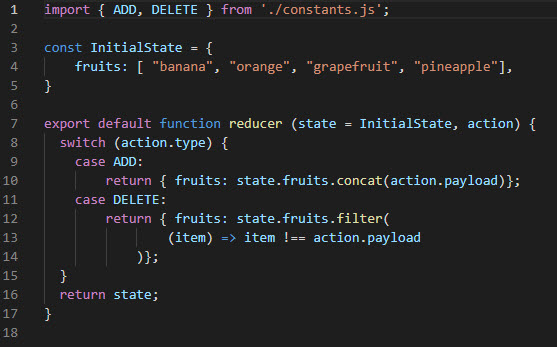 1 import { ADD, DELETE } from './constants.js';
2
3 const InitialState = {
4     fruits: [ "banana", "orange", "grapefruit", "pineapple"],
5 }
6
7 export default function reducer (state = InitialState, action) {
8   switch (action.type) {
9     case ADD:
10         return { fruits: state.fruits.concat(action.payload)};
11     case DELETE:
12         return { fruits: state.fruits.filter(
13                 (item) => item !== action.payload
14             )};
15   }
16   return state;
17 }
18